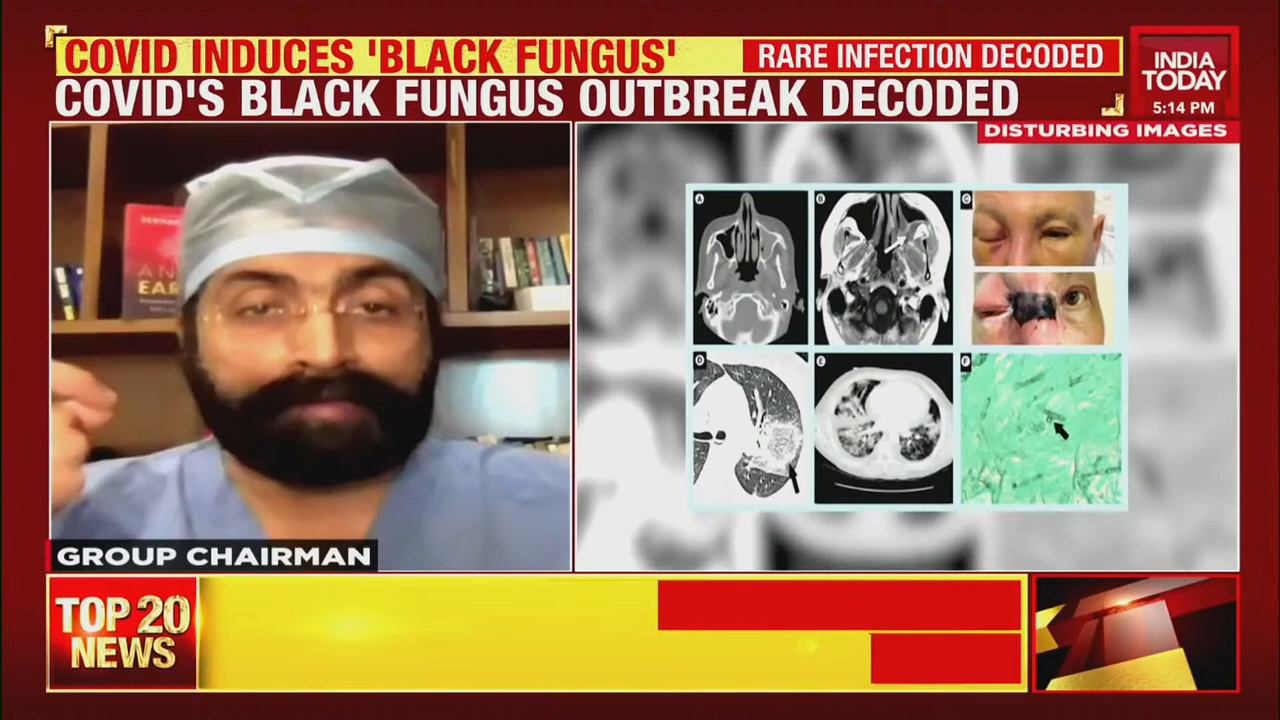 COVID INDUCES 'BLACK FUNGUS'
RARE INFECTION DECODED
COVID'S BLACK FUNGUS OUTBREAK DECODED
INDIA
TODAY
5:14 PM
DISTURBING IMAGES
A
B
C
D
E
F
GROUP CHAIRMAN
TOP 20
NEWS